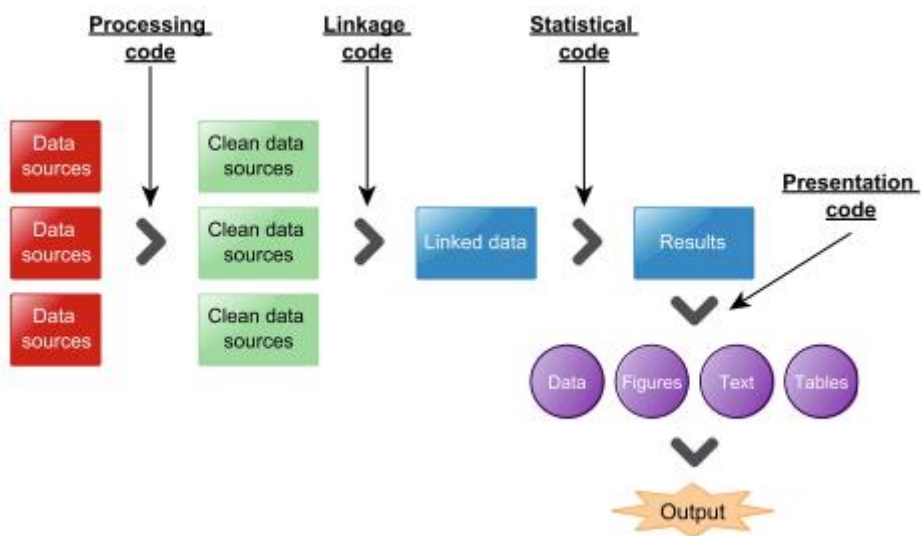 Processing
code
Linkage
code
Statistical
code
Presentation
code
Data
sources
Clean data
sources
Data
sources
Clean data
sources
Linked data
Results
Data
sources
Clean data
sources
Data
Figures
Text
Tables
Output